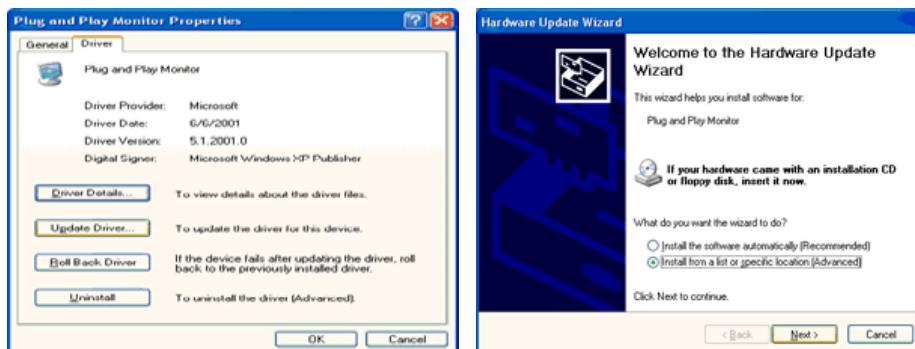 Plug and Play Monitor Properties
General Driver
Plug and Play Monitor
Driver Provider: Microsoft
Driver Date: 6/6/2001
Driver Version: 5.1.2001.0
Digital Signer: Microsoft Windows XP Publisher
Driver Details... To view details about the driver files.
Update Driver... To update the driver for this device.
Roll Back Driver If the device fails after updating the driver, roll
back to the previously installed driver.
Uninstall To uninstall the driver (Advanced).
OK Cancel
Hardware Update Wizard
Welcome to the Hardware Update
Wizard
This wizard helps you install software for:
Plug and Play Monitor
If your hardware came with an installation CD
or floppy disk, insert it now.
What do you want the wizard to do?
Install the software automatically (Recommended)
Install from a list or specific location (Advanced)
Click Next to continue.
< Back Next > Cancel